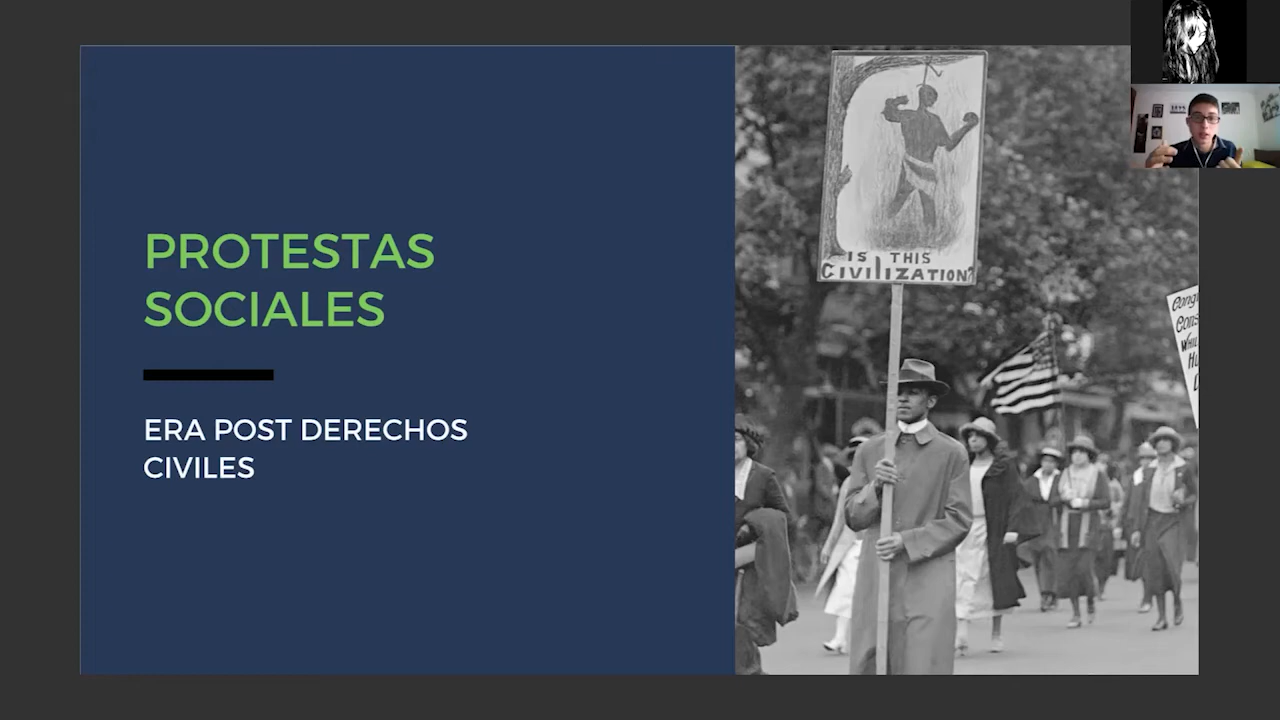 PROTESTAS
SOCIALES
ERA POST DERECHOS
CIVILES
IS THIS
CIVILIZATION?